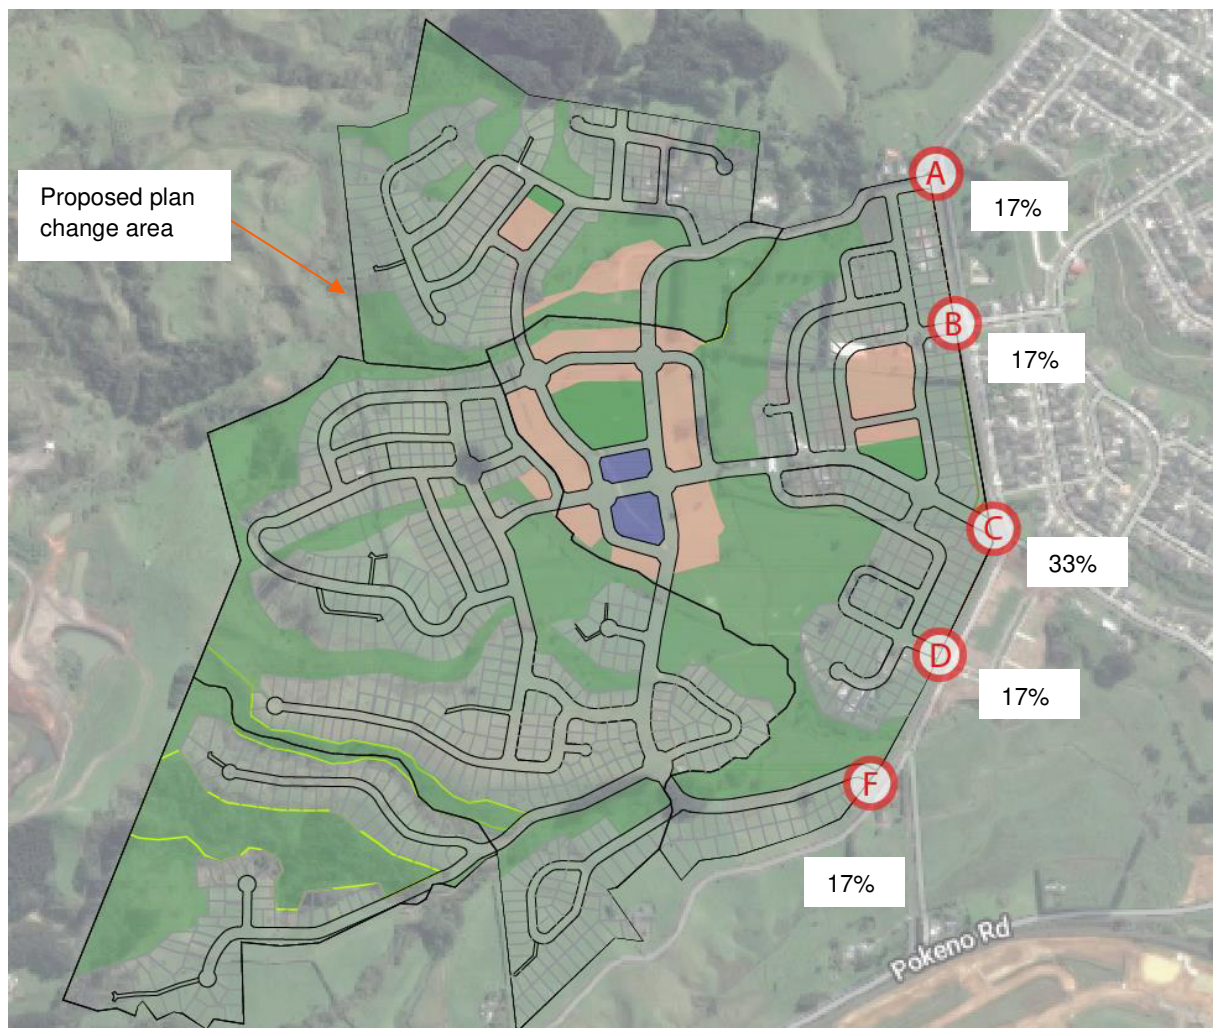 A
17%
Proposed plan
change area
B
17%
C
33%
D
17%
F
17%
Pokeno Rd